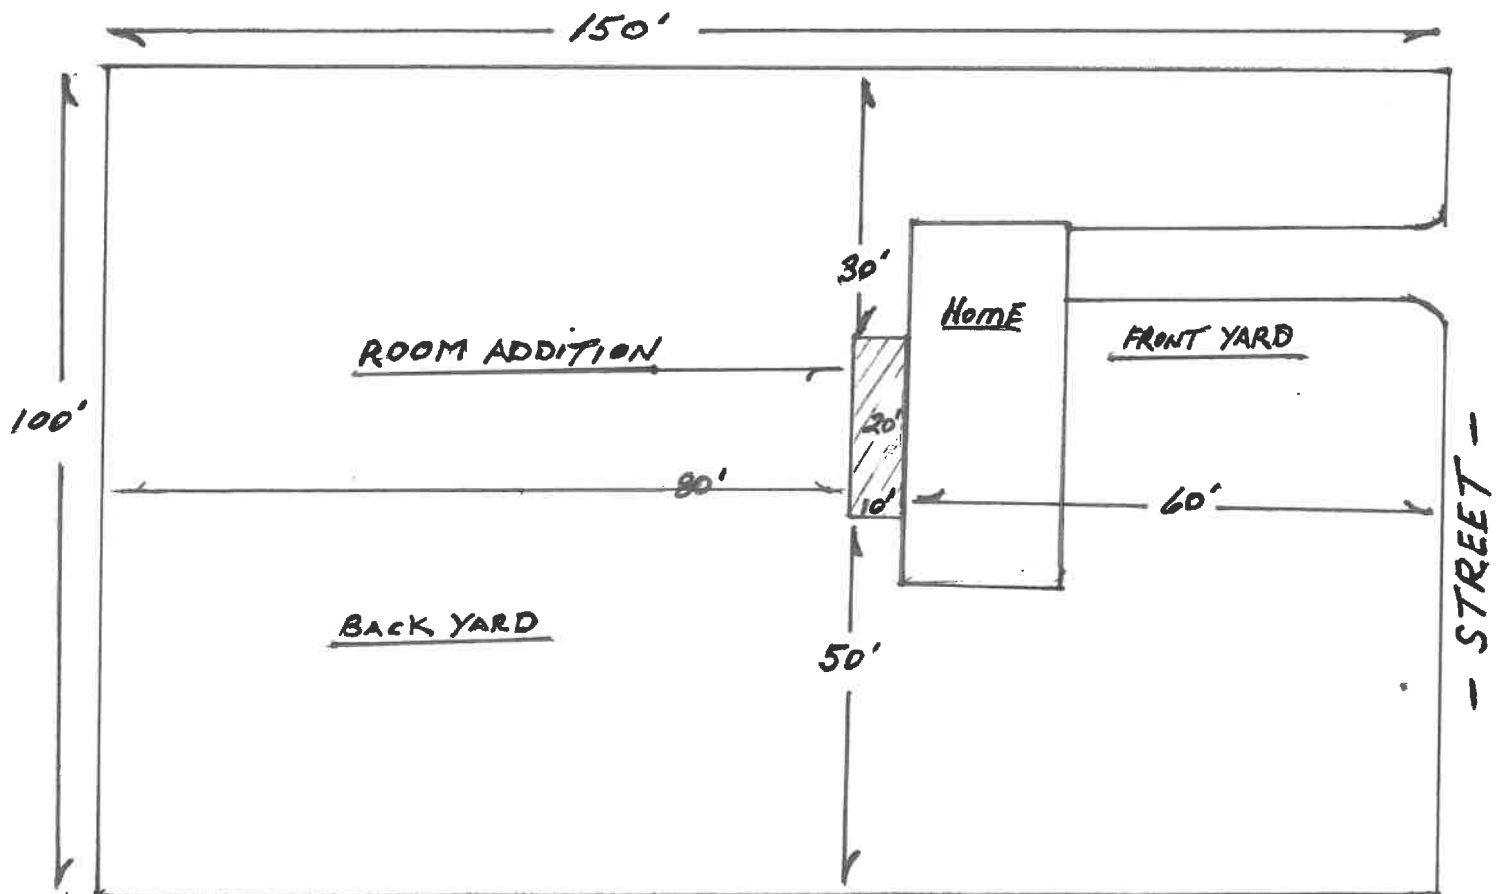 150'
30'
HOME
FRONT YARD
ROOM ADDITION
100'
20'
80'
10'
60'
- STREET -
BACK YARD
50'